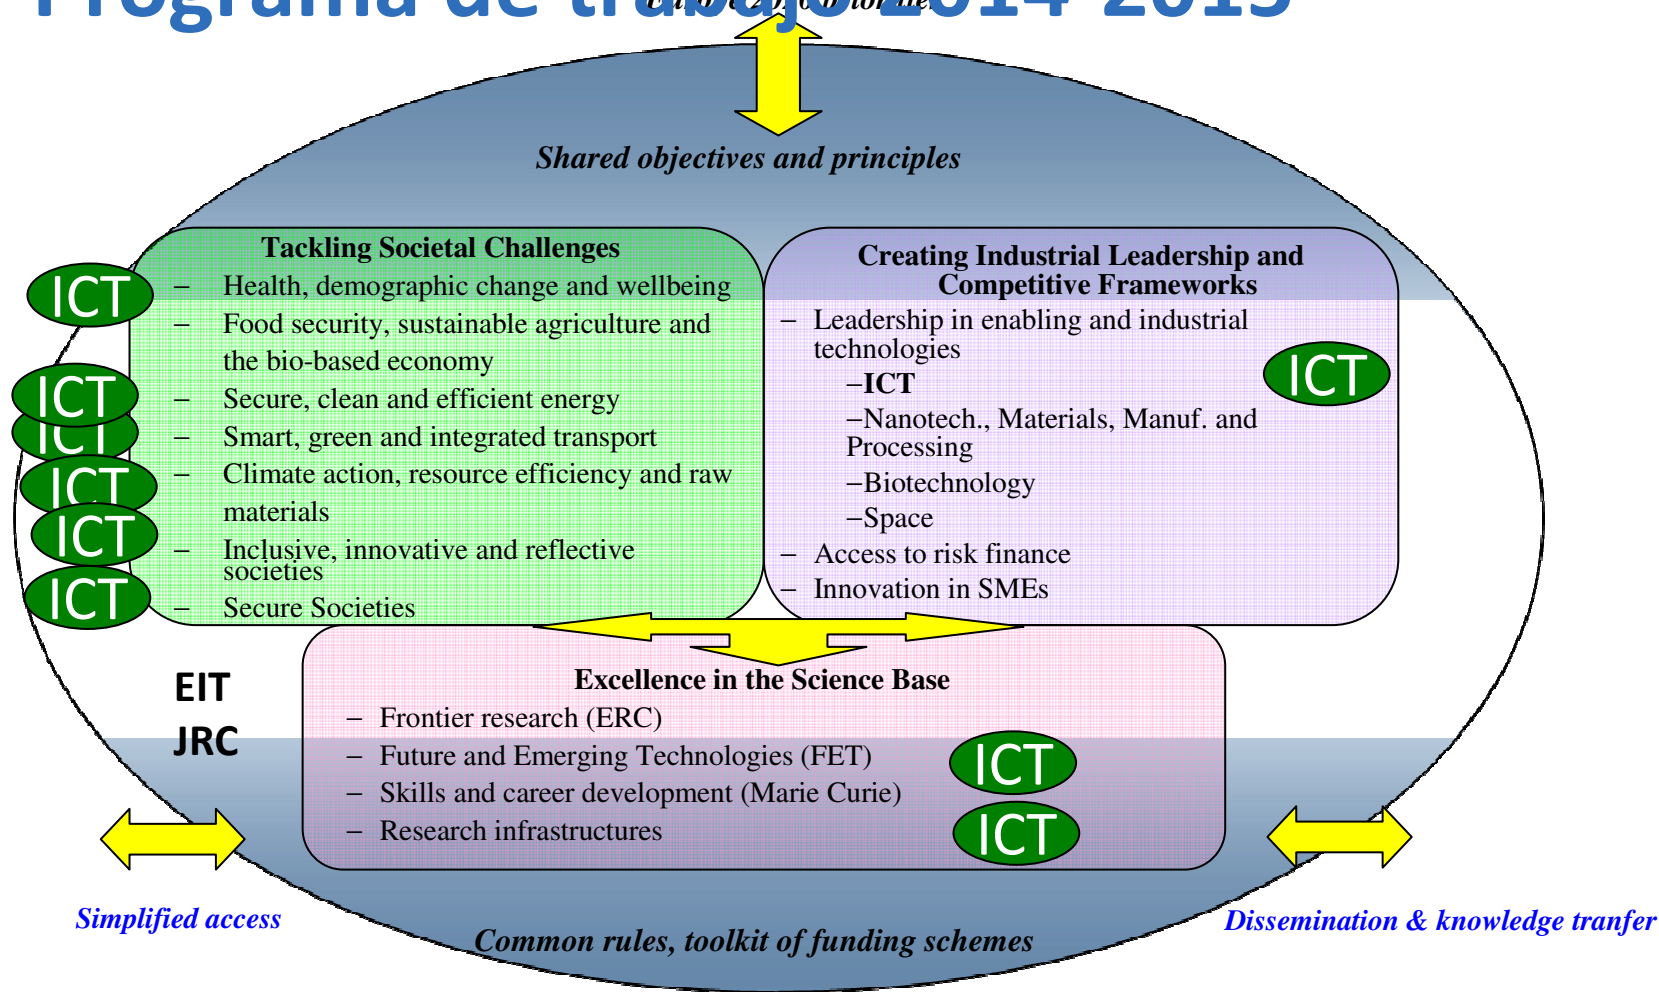 Programa de trabajo 2014-2015
Shared objectives and principles
Tackling Societal Challenges
– Health, demographic change and wellbeing
– Food security, sustainable agriculture and
the bio-based economy
– Secure, clean and efficient energy
– Smart, green and integrated transport
– Climate action, resource efficiency and raw
materials
– Inclusive, innovative and reflective
societies
– Secure Societies
ICT
ICT
ICT
ICT
ICT
ICT
Creating Industrial Leadership and
Competitive Frameworks
– Leadership in enabling and industrial
technologies
–ICT
–Nanotech., Materials, Manuf. and
Processing
–Biotechnology
–Space
– Access to risk finance
– Innovation in SMEs
ICT
EIT
JRC
Excellence in the Science Base
– Frontier research (ERC)
– Future and Emerging Technologies (FET)
– Skills and career development (Marie Curie)
– Research infrastructures
ICT
ICT
Simplified access
Dissemination & knowledge tranfer
Common rules, toolkit of funding schemes